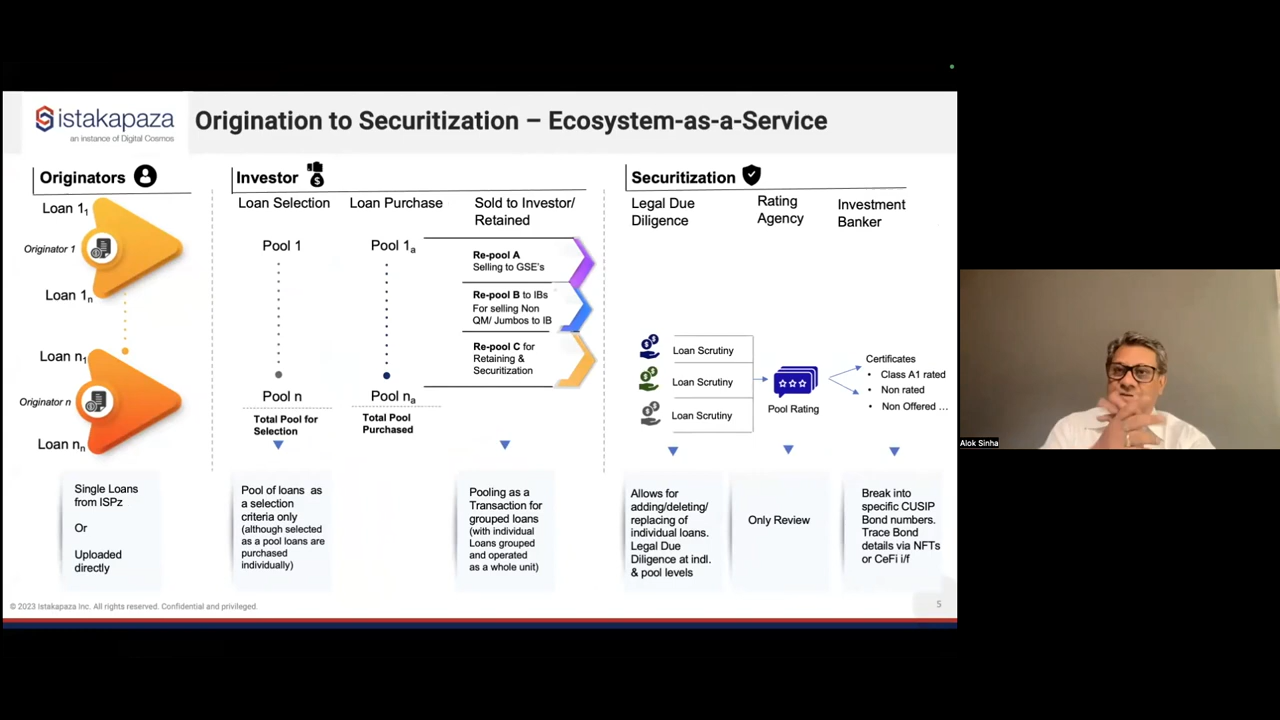 istakapaza
an instance of Digital Cosmos
Origination to Securitization – Ecosystem-as-a-Service
Originators
Loan 1₁
Originator 1
Loan 1ₙ
Loan n₁
Originator n
Loan nₙ
Single Loans
from ISPz
Or
Uploaded
directly
Investor
Loan Selection
Pool 1
Pool n
Total Pool for
Selection
Pool of loans as
a selection
criteria only
(although selected
as a pool loans are
purchased
individually)
Loan Purchase
Pool 1ₐ
Pool nₐ
Total Pool
Purchased
Sold to Investor/
Retained
Re-pool A
Selling to GSE's
Re-pool B to IBs
For selling Non
QM/ Jumbos to IB
Re-pool C for
Retaining &
Securitization
Pooling as a
Transaction for
grouped loans
(with individual
Loans grouped
and operated
as a whole unit)
Securitization
Legal Due
Diligence
Loan Scrutiny
Loan Scrutiny
Loan Scrutiny
Allows for
adding/deleting/
replacing of
individual loans.
Legal Due
Diligence at indl.
& pool levels
Rating
Agency
Pool Rating
Only Review
Investment
Banker
Certificates
• Class A1 rated
• Non rated
• Non Offered ...
Break into
specific CUSIP
Bond numbers.
Trace Bond
details via NFTs
or CeFi i/f
© 2023 Istakapaza Inc. All rights reserved. Confidential and privileged.
5
Alok Sinha